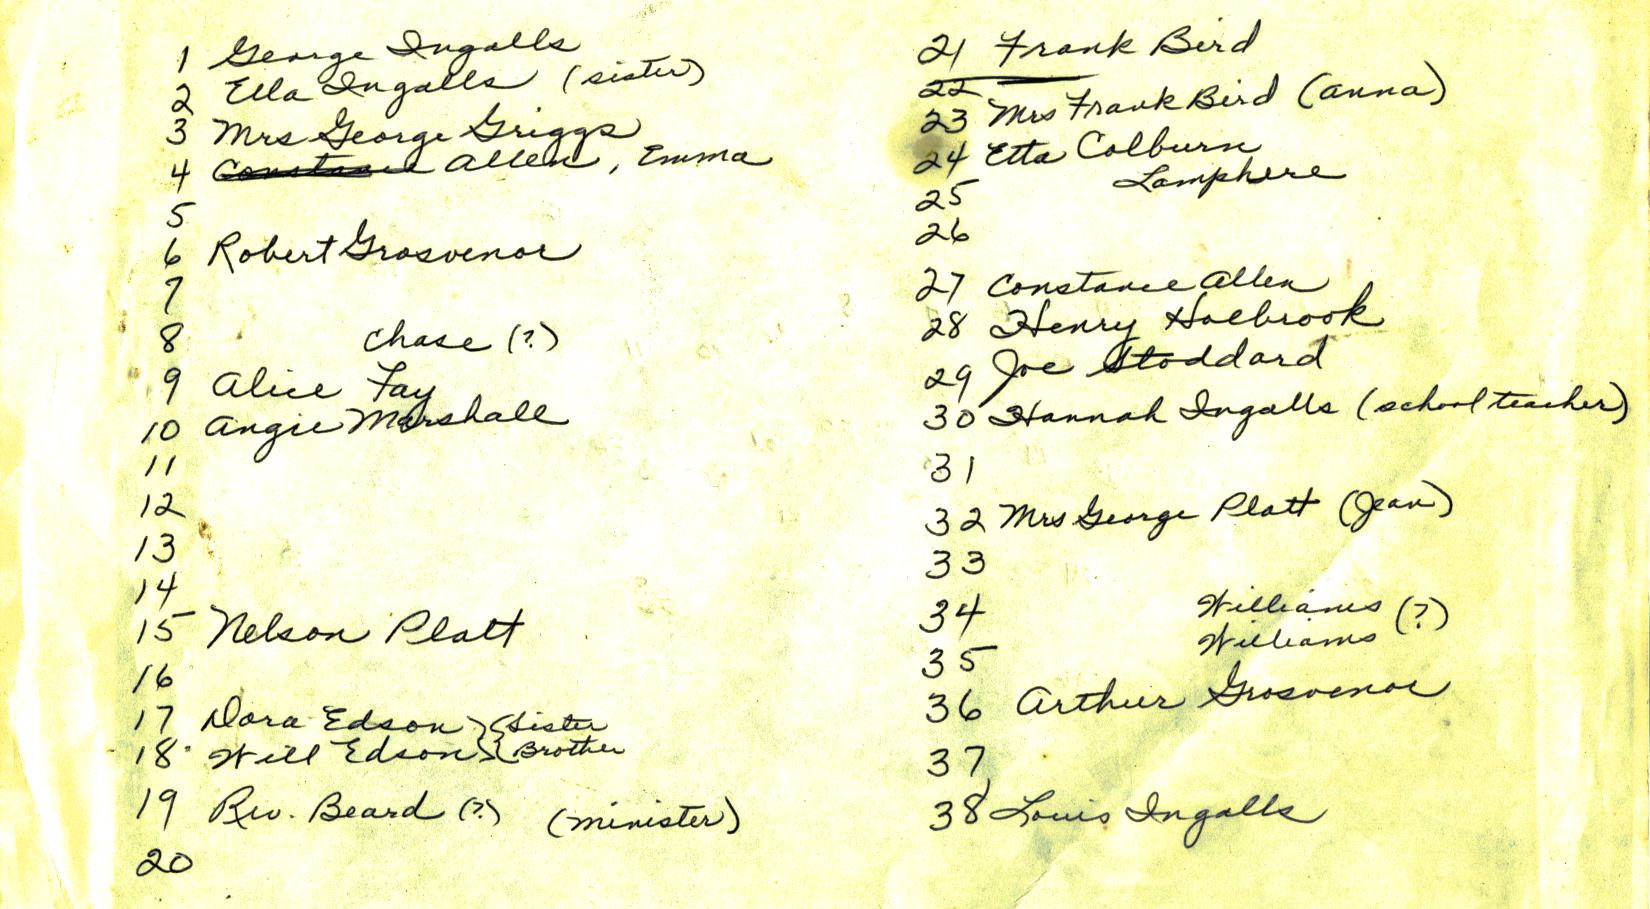 1 George Ingalls
2 Ella Ingalls (sister)
3 Mrs George Griggs
4 Constance Allen, Emma
5
6 Robert Grosvenor
7
8 Chase (?)
9 Alice Fay
10 Angie Marshall
11
12
13
14
15 Nelson Platt
16
17 Dora Edson } { Sister
18 Will Edson } { Brother
19 Rev. Beard (?) (minister)
20
21 Frank Bird
22
23 Mrs Frank Bird (Anna)
24 Etta Colburn
Lamphere
25
26
27 Constance Allen
28 Henry Holbrook
29 Joe Stoddard
30 Hannah Ingalls (school teacher)
31
32 Mrs George Platt (Jean)
33
34 Williams (?)
35 Williams
36 Arthur Grosvenor
37
38 Louis Ingalls